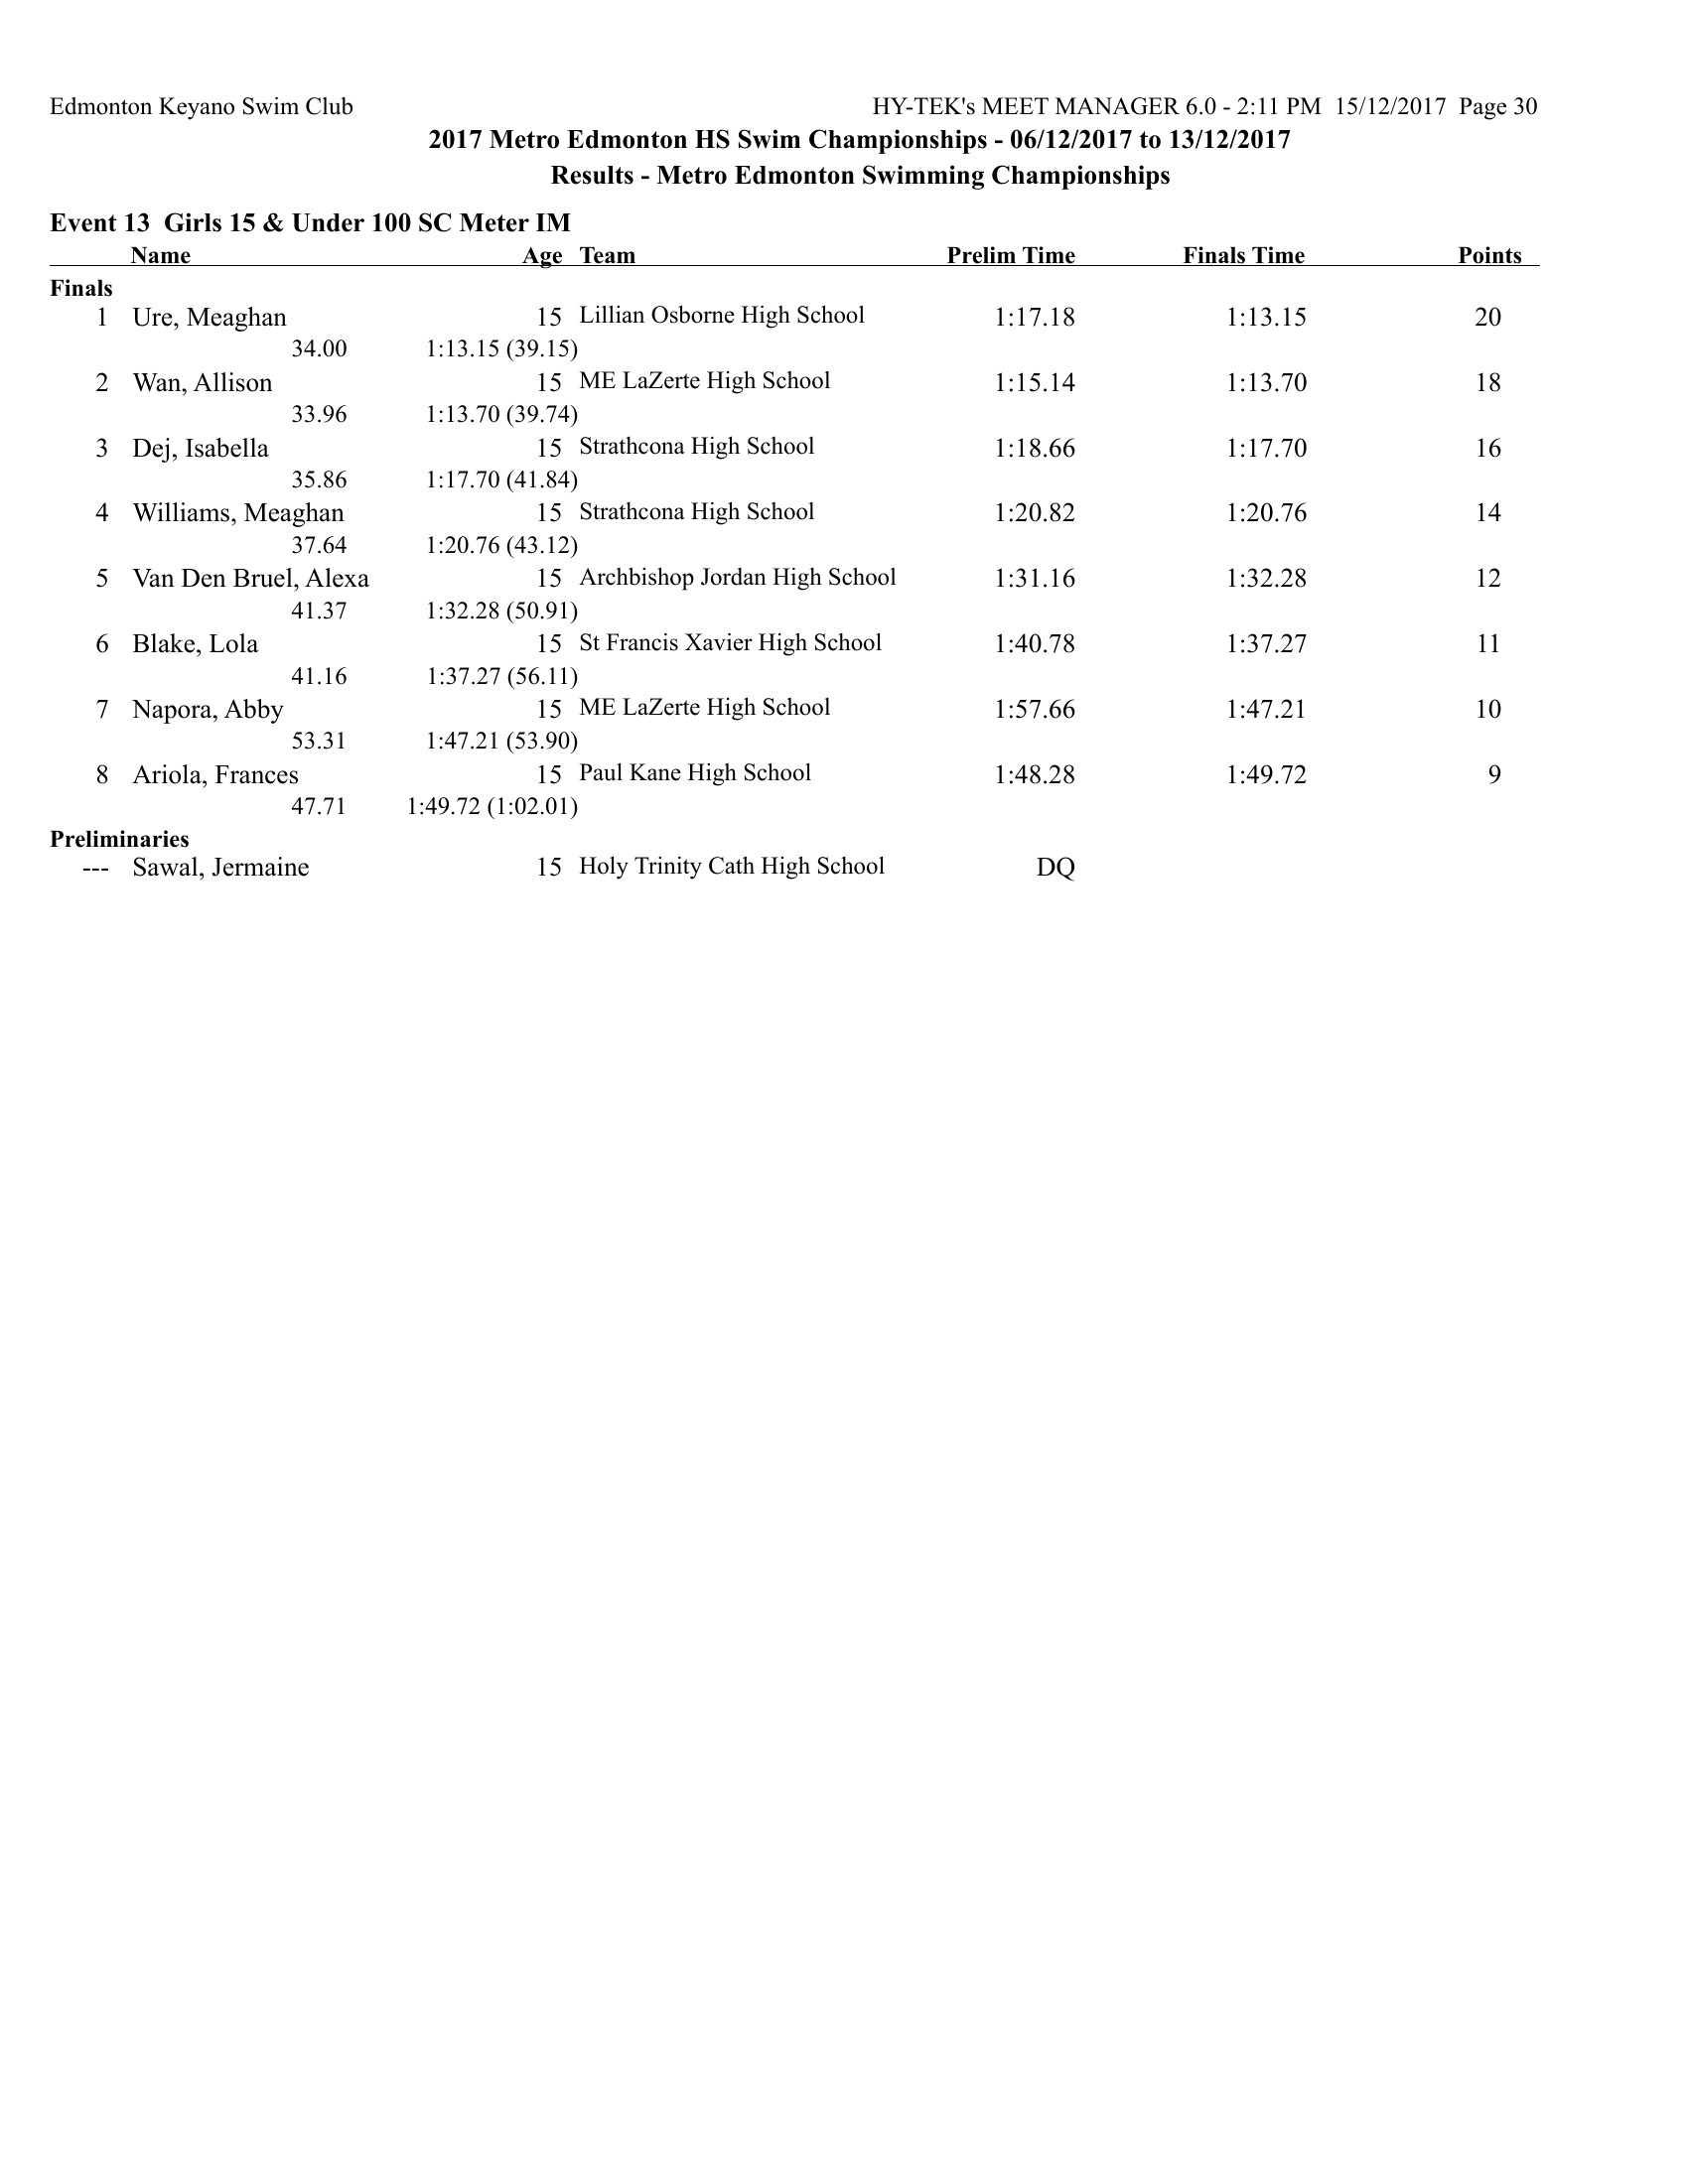 Edmonton Keyano Swim Club HY-TEK's MEET MANAGER 6.0 - 2:11 PM 15/12/2017 Page 30
2017 Metro Edmonton HS Swim Championships - 06/12/2017 to 13/12/2017
Results - Metro Edmonton Swimming Championships
Event 13 Girls 15 & Under 100 SC Meter IM
Name Age Team Prelim Time Finals Time Points
Finals
1 Ure, Meaghan 15 Lillian Osborne High School 1:17.18 1:13.15 20
34.00 1:13.15 (39.15)
2 Wan, Allison 15 ME LaZerte High School 1:15.14 1:13.70 18
33.96 1:13.70 (39.74)
3 Dej, Isabella 15 Strathcona High School 1:18.66 1:17.70 16
35.86 1:17.70 (41.84)
4 Williams, Meaghan 15 Strathcona High School 1:20.82 1:20.76 14
37.64 1:20.76 (43.12)
5 Van Den Bruel, Alexa 15 Archbishop Jordan High School 1:31.16 1:32.28 12
41.37 1:32.28 (50.91)
6 Blake, Lola 15 St Francis Xavier High School 1:40.78 1:37.27 11
41.16 1:37.27 (56.11)
7 Napora, Abby 15 ME LaZerte High School 1:57.66 1:47.21 10
53.31 1:47.21 (53.90)
8 Ariola, Frances 15 Paul Kane High School 1:48.28 1:49.72 9
47.71 1:49.72 (1:02.01)
Preliminaries
--- Sawal, Jermaine 15 Holy Trinity Cath High School DQ